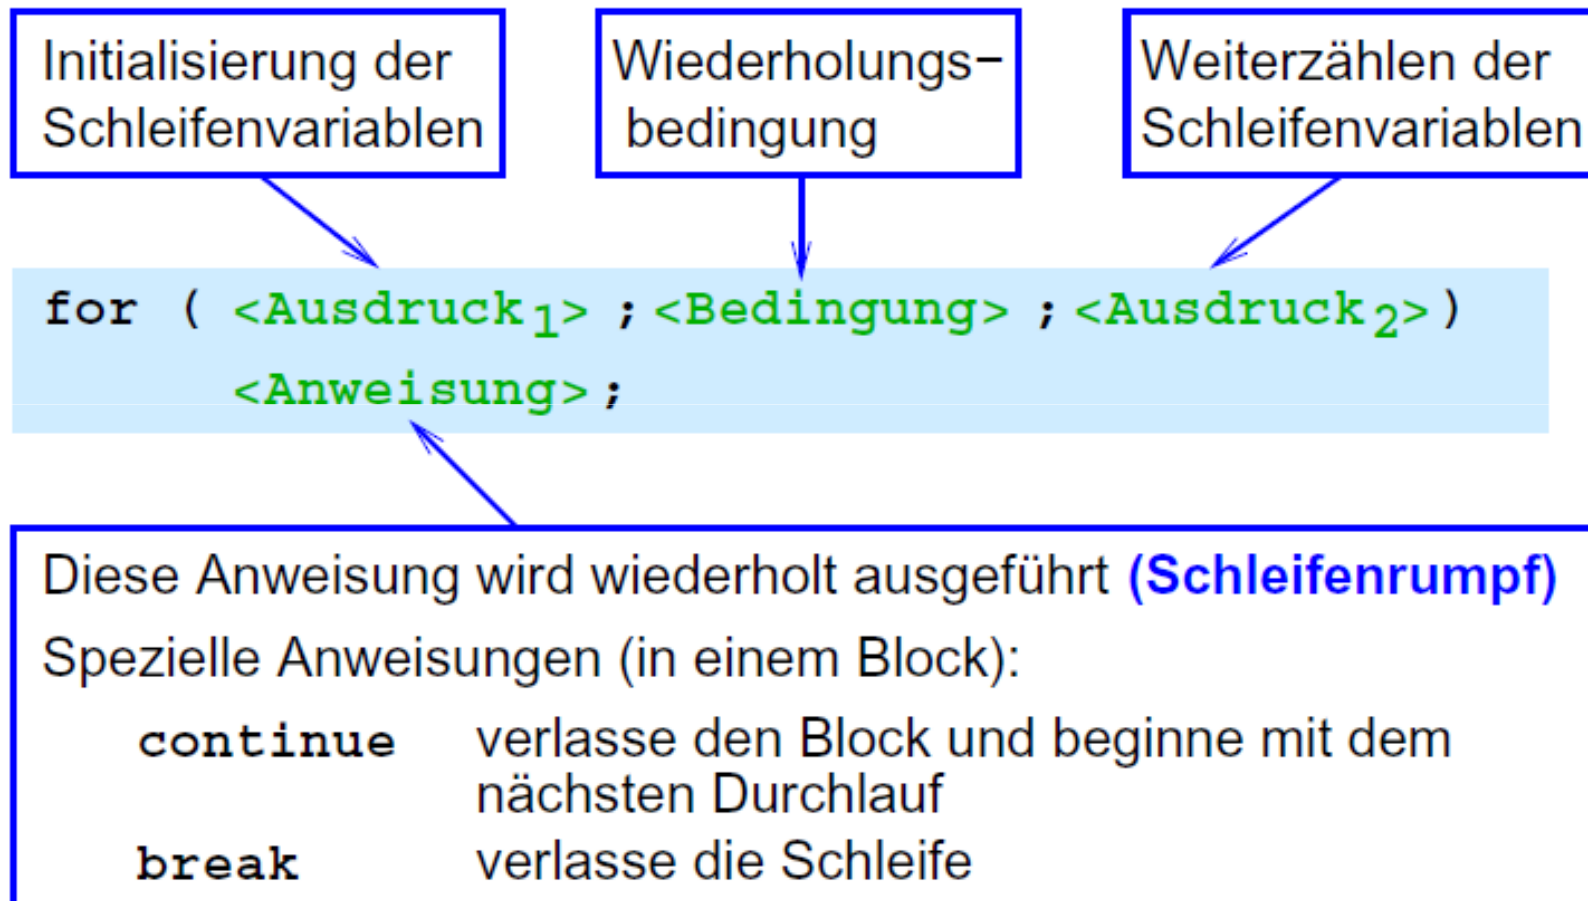 Initialisierung der
Schleifenvariablen
Wiederholungs-
bedingung
Weiterzählen der
Schleifenvariablen
for ( <Ausdruck1> ; <Bedingung> ; <Ausdruck2>)
<Anweisung>;
Diese Anweisung wird wiederholt ausgeführt (Schleifenrumpf)
Spezielle Anweisungen (in einem Block):
continue verlasse den Block und beginne mit dem
nächsten Durchlauf
break verlasse die Schleife